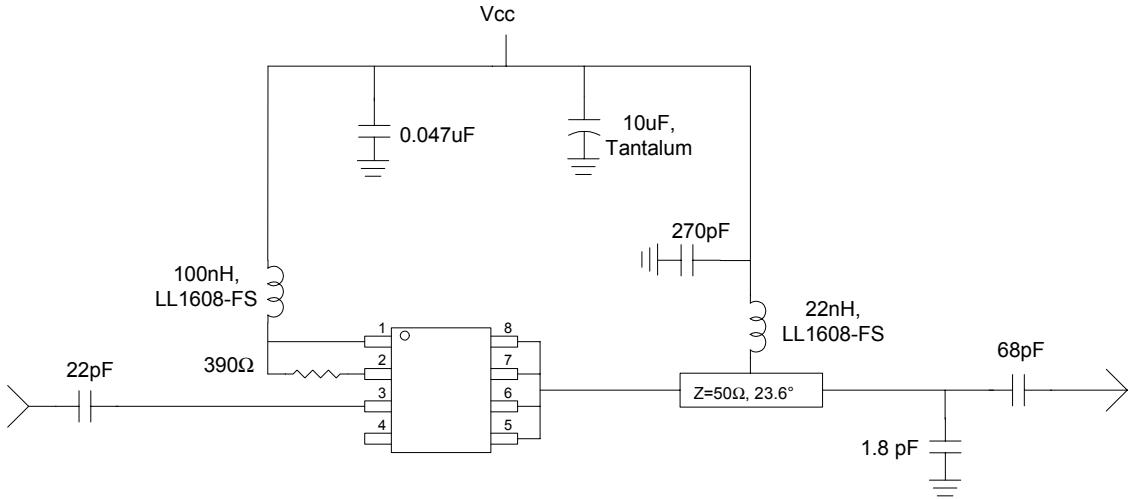 Vcc
0.047uF
10uF,
Tantalum
270pF
100nH,
LL1608-FS
22nH,
LL1608-FS
1
8
390Ω
2
7
68pF
22pF
3
6
Z=50Ω, 23.6°
4
5
1.8 pF